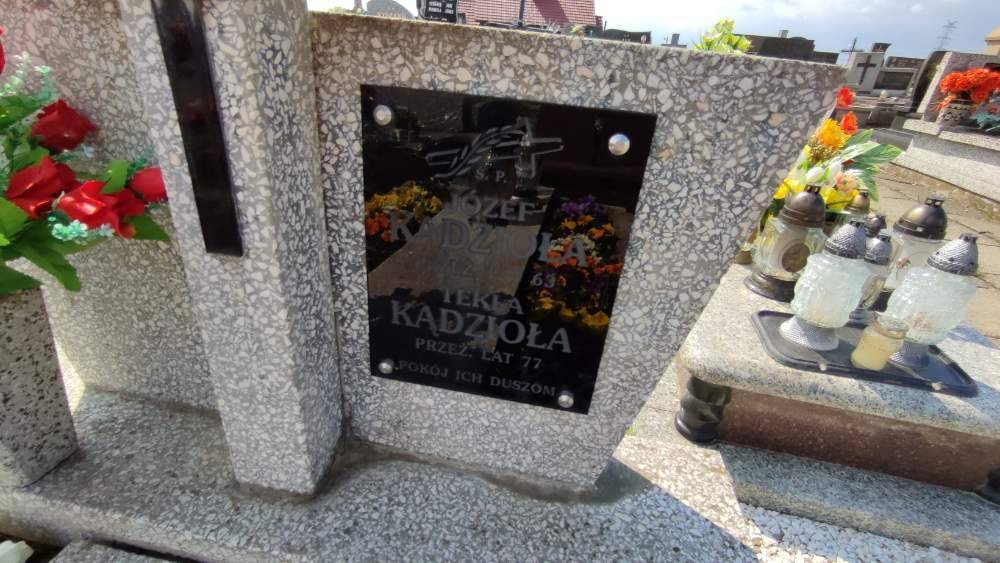 Ś. P.
JÓZEF
KĄDZIOŁA
63
TEKLA
KĄDZIOŁA
PRZEŻ. LAT 77
POKÓJ ICH DUSZOM